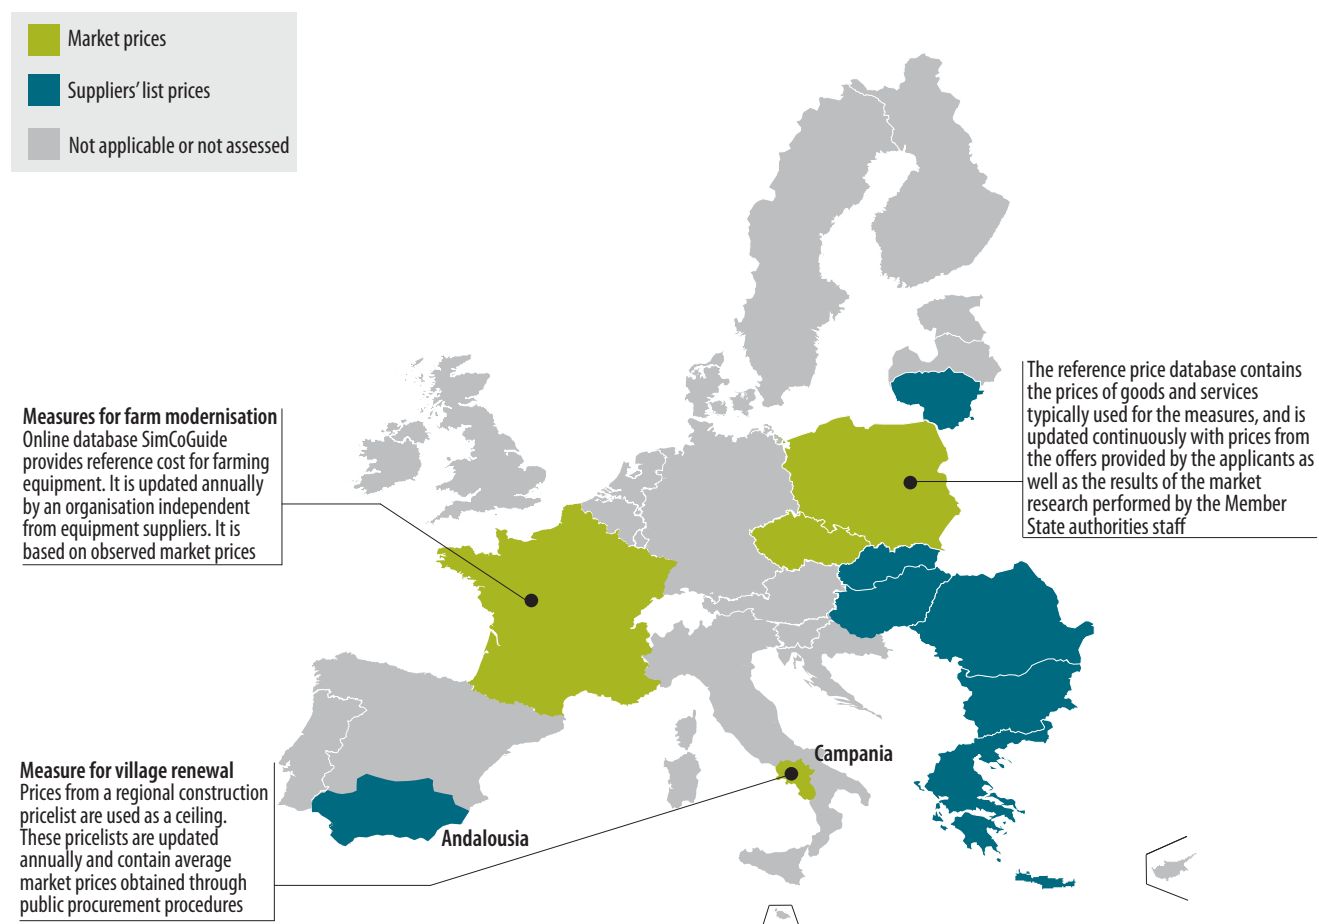 Market prices
Suppliers’ list prices
Not applicable or not assessed
Measures for farm modernisation
Online database SimCoGuide
provides reference cost for farming
equipment. It is updated annually
by an organisation independent
from equipment suppliers. It is
based on observed market prices
The reference price database contains
the prices of goods and services
typically used for the measures, and is
updated continuously with prices from
the offers provided by the applicants as
well as the results of the market
research performed by the Member
State authorities staff
Campania
Measure for village renewal
Prices from a regional construction
pricelist are used as a ceiling.
These pricelists are updated
annually and contain average
market prices obtained through
public procurement procedures
Andalousia